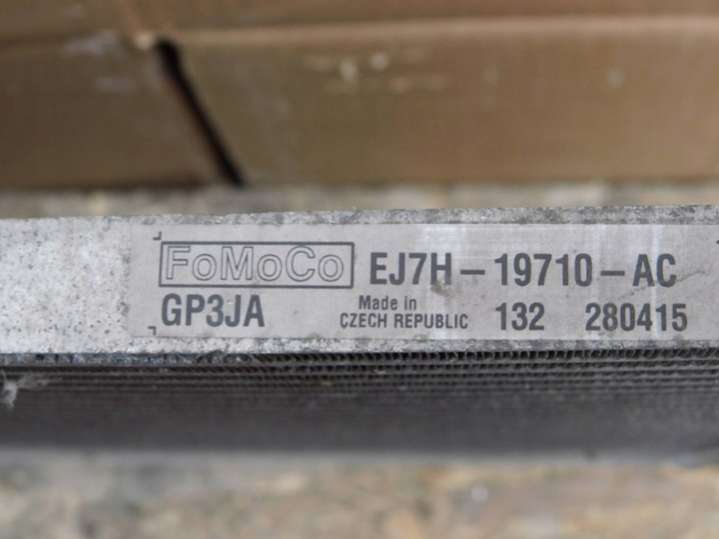 FoMoCo EJ7H-19710-AC
GP3JA Made in CZECH REPUBLIC 132 280415